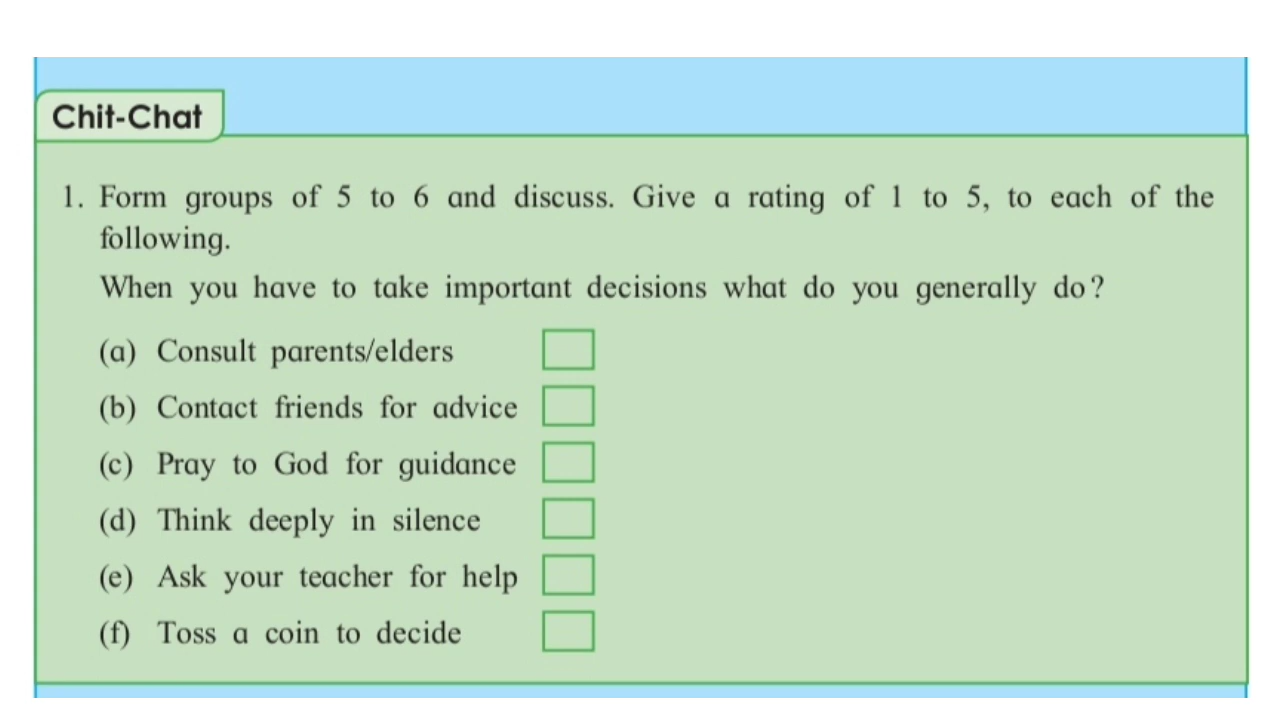 Chit-Chat
1. Form groups of 5 to 6 and discuss. Give a rating of 1 to 5, to each of the
following.
When you have to take important decisions what do you generally do?
(a) Consult parents/elders
(b) Contact friends for advice
(c) Pray to God for guidance
(d) Think deeply in silence
(e) Ask your teacher for help
(f) Toss a coin to decide